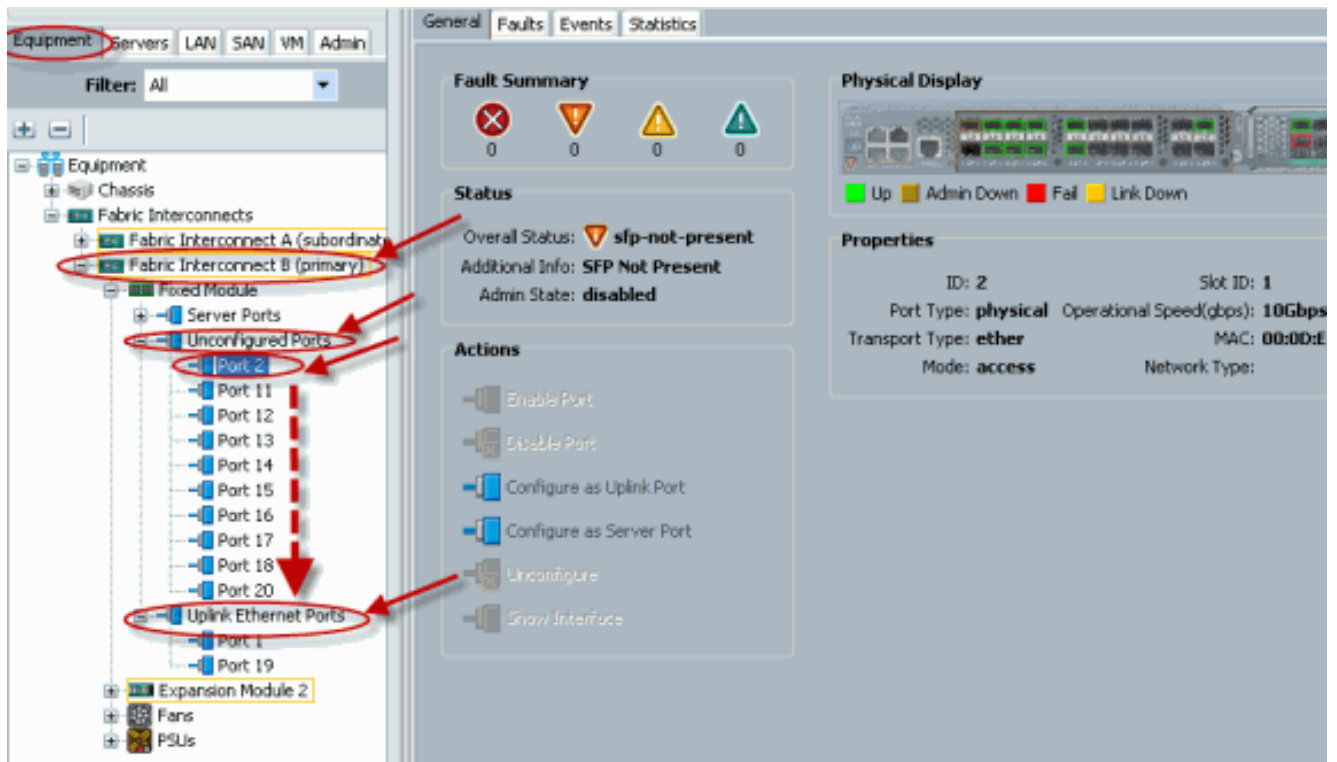 Equipment Servers LAN SAN VM Admin
Filter: All
Equipment
Chassis
Fabric Interconnects
Fabric Interconnect A (subordinate
Fabric Interconnect B (primary)
Fixed Module
Server Ports
Unconfigured Ports
Port 2
Port 11
Port 12
Port 13
Port 14
Port 15
Port 16
Port 17
Port 18
Port 20
Uplink Ethernet Ports
Port 1
Port 19
Expansion Module 2
Fans
PSUs
General Faults Events Statistics
Fault Summary
0 0 0 0
Status
Overall Status: sfp-not-present
Additional Info: SFP Not Present
Admin State: disabled
Actions
Enable Port
Disable Port
Configure as Uplink Port
Configure as Server Port
Unconfigure
Show Interface
Physical Display
Up Admin Down Fail Link Down
Properties
ID: 2 Slot ID: 1
Port Type: physical Operational Speed(gbps): 10Gbps
Transport Type: ether MAC: 00:0D:E
Mode: access Network Type: